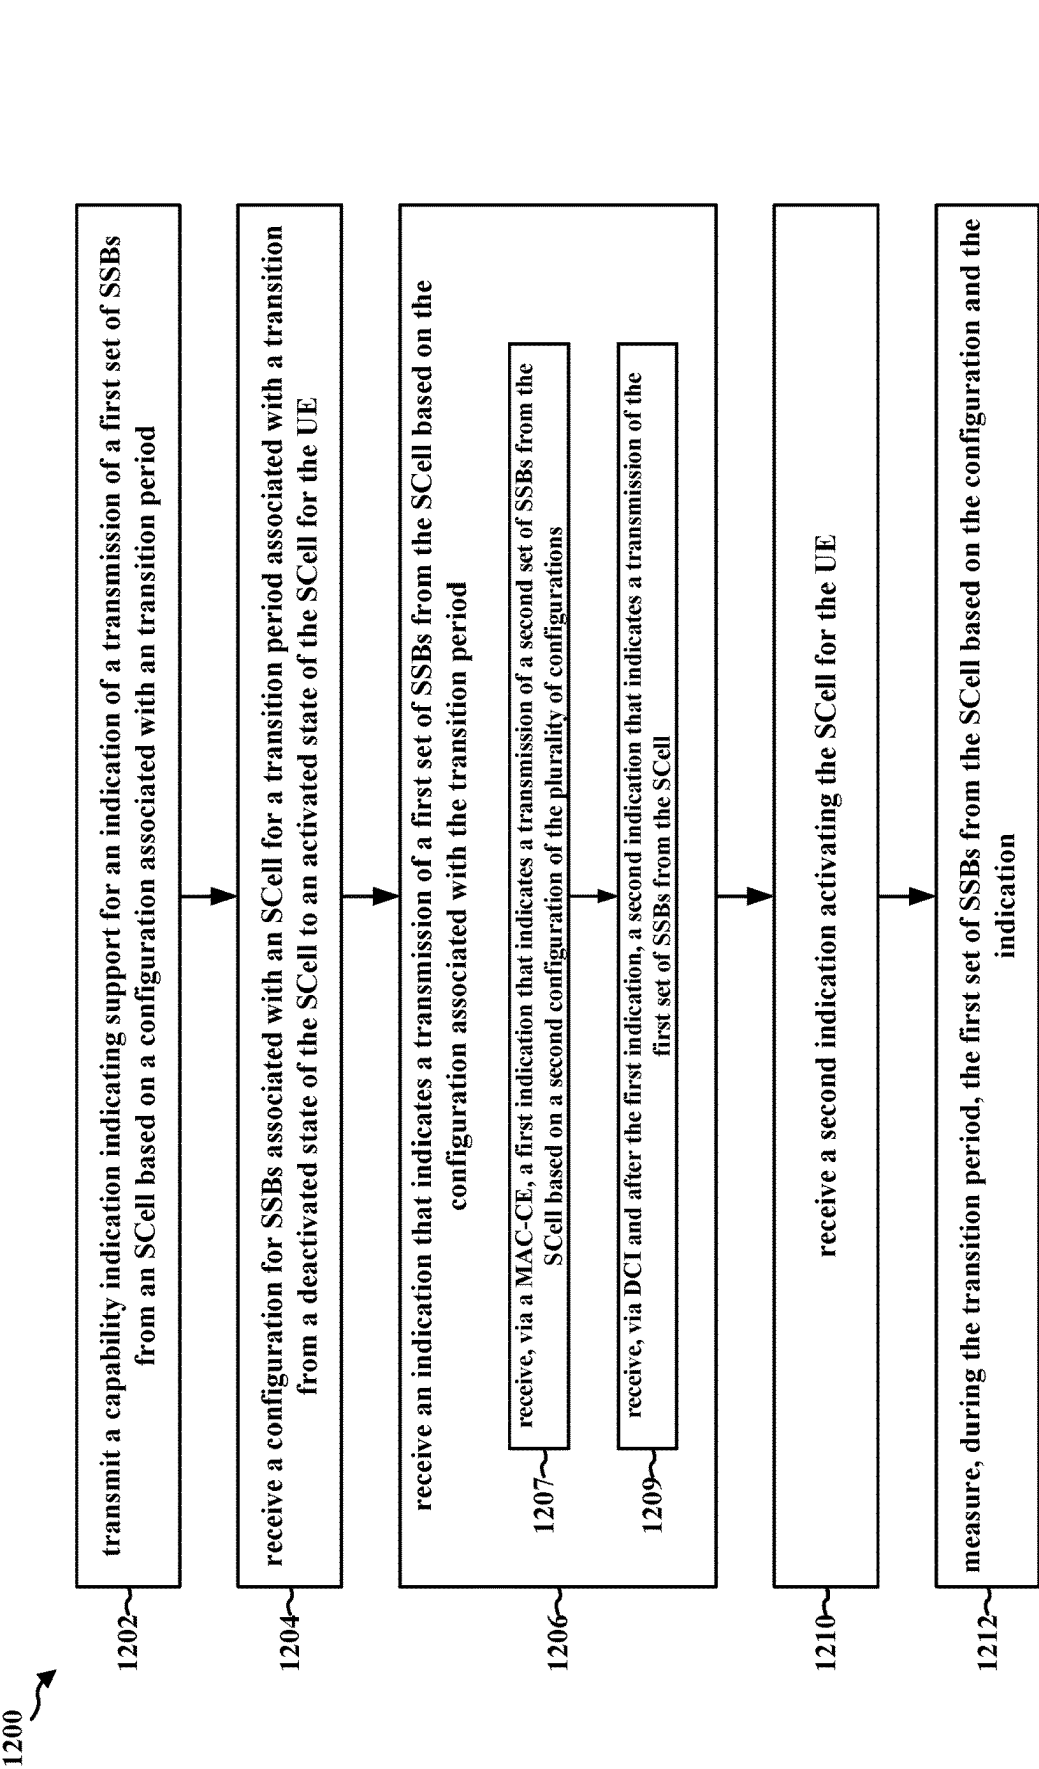 1200
1202
transmit a capability indication indicating support for an indication of a transmission of a first set of SSBs
from an SCell based on a configuration associated with an transition period
1204
receive a configuration for SSBs associated with an SCell for a transition period associated with a transition
from a deactivated state of the SCell to an activated state of the SCell for the UE
1206
receive an indication that indicates a transmission of a first set of SSBs from the SCell based on the
configuration associated with the transition period
1207
receive, via a MAC-CE, a first indication that indicates a transmission of a second set of SSBs from the
SCell based on a second configuration of the plurality of configurations
1209
receive, via DCI and after the first indication, a second indication that indicates a transmission of the
first set of SSBs from the SCell
1210
receive a second indication activating the SCell for the UE
1212
measure, during the transition period, the first set of SSBs from the SCell based on the configuration and the
indication